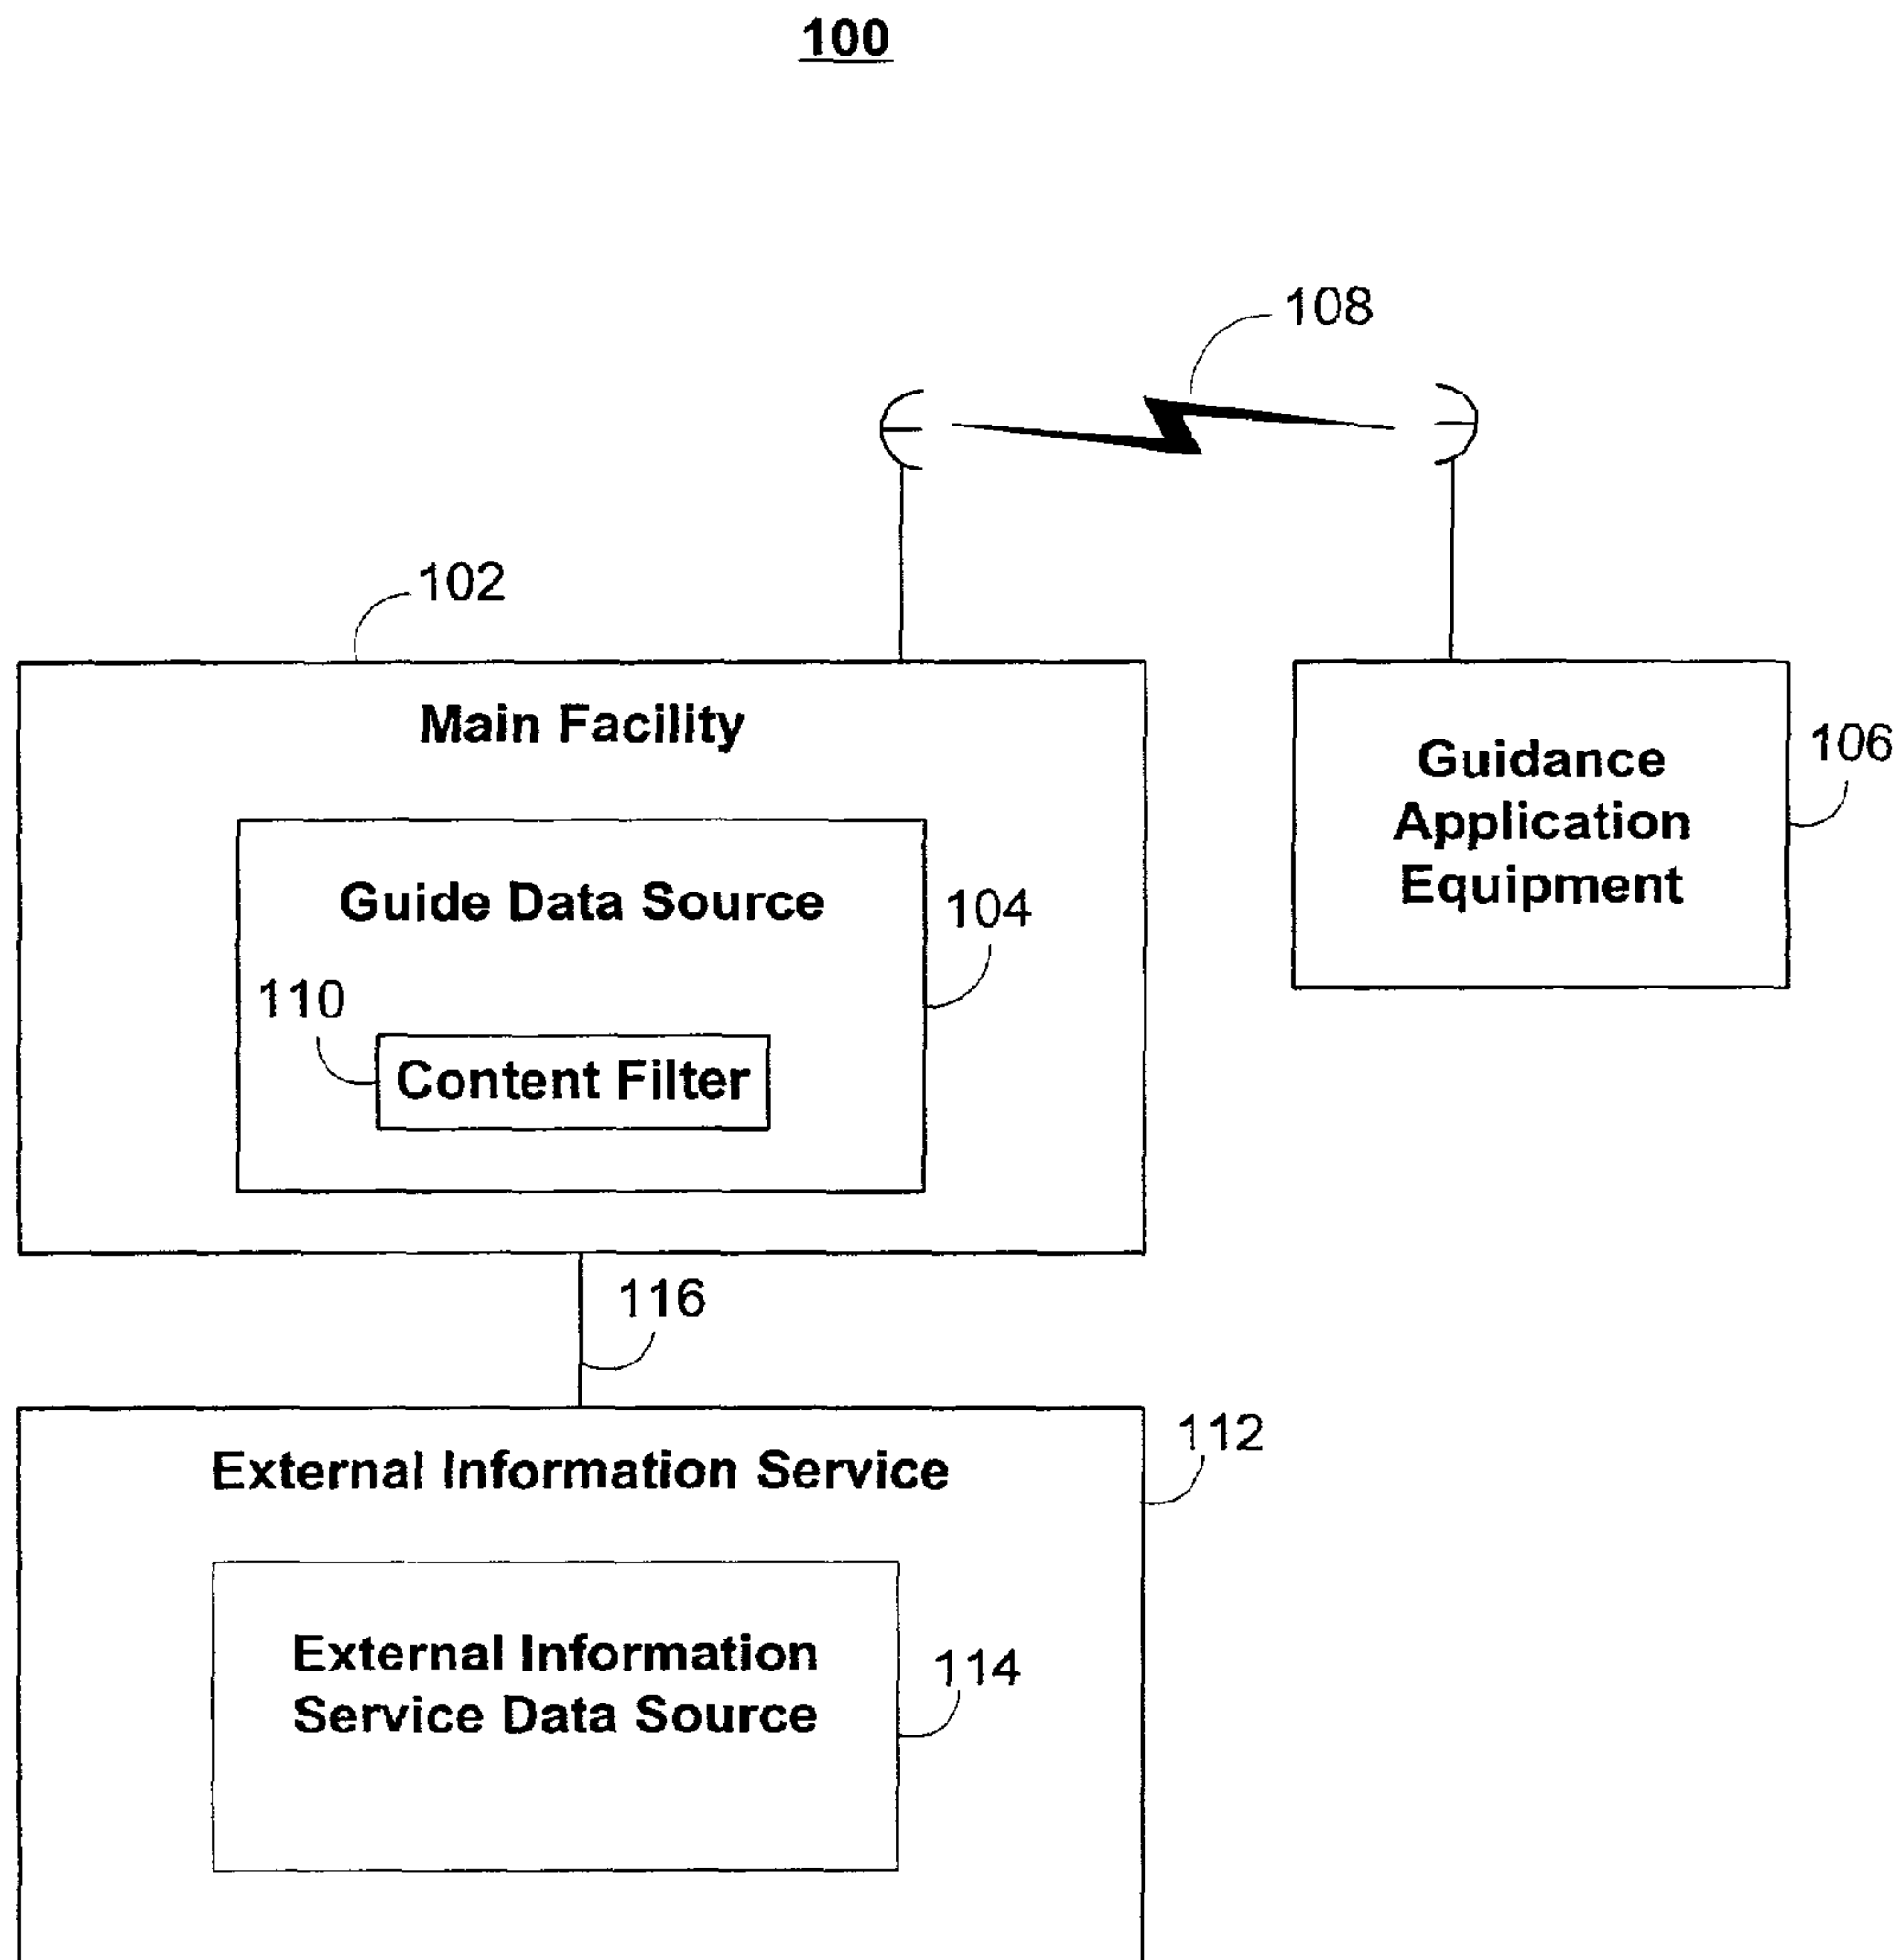 100
108
102
Main Facility
106
Guidance
Application
Equipment
Guide Data Source
104
110
Content Filter
116
112
External Information Service
External Information
Service Data Source
114